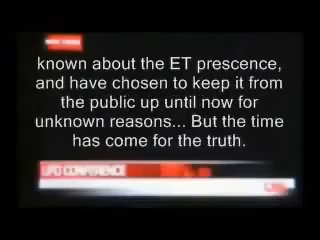 known about the ET prescence,
and have chosen to keep it from
the public up until now for
unknown reasons... But the time
has come for the truth.
UFO CONFERENCE